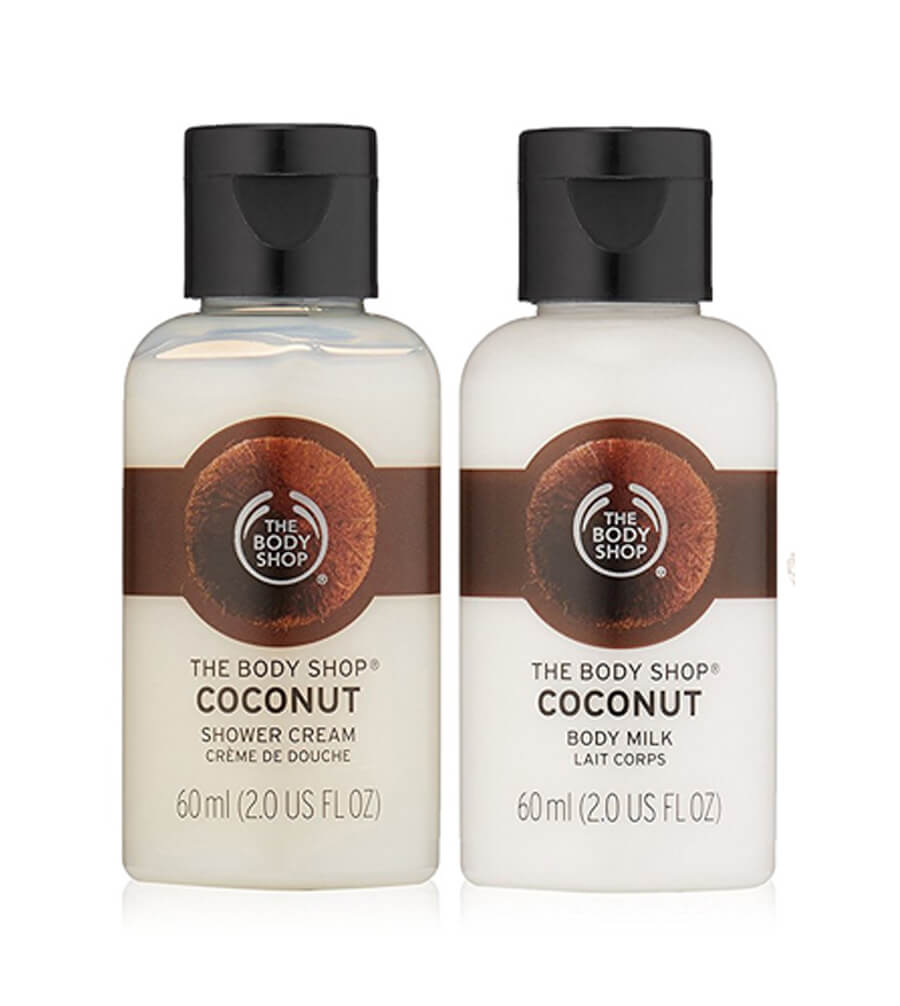 THE
BODY
SHOP®
THE BODY SHOP®
COCONUT
SHOWER CREAM
CRÈME DE DOUCHE
60 ml (2.0 US FL OZ)
THE
BODY
SHOP®
THE BODY SHOP®
COCONUT
BODY MILK
LAIT CORPS
60 ml (2.0 US FL OZ)